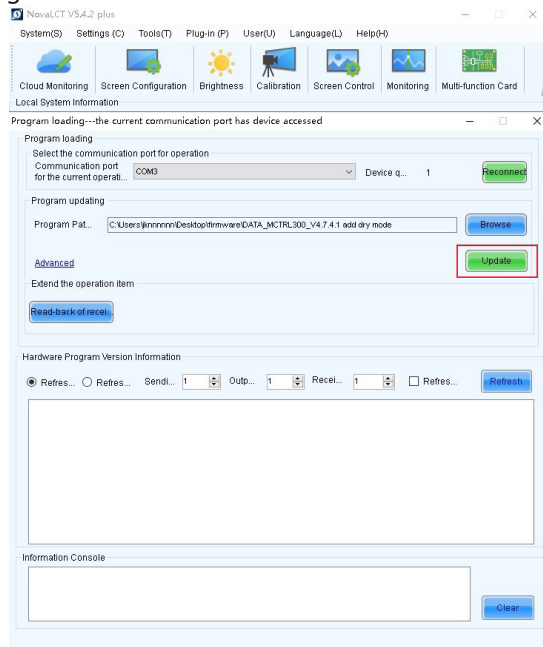 NovaLCT V5.4.2 plus
System(S) Settings (C) Tools(T) Plug-in (P) User(U) Language(L) Help(H)
Cloud Monitoring Screen Configuration Brightness Calibration Screen Control Monitoring Multi-function Card
Local System Information
Program loading---the current communication port has device accessed
Program loading
Select the communication port for operation
Communication port
for the current operati... COM3 Device q... 1 Reconnect
Program updating
Program Pat... C:\Users\jknnnnnn\Desktop\firmware\DATA_MCTRL300_V4.7.4.1 add dry mode Browse
Advanced Update
Extend the operation item
Read-back of recei...
Hardware Program Version Information
Refres... Refres... Sendi... 1 Outp... 1 Recei... 1 Refres... Refresh
Information Console
Clear